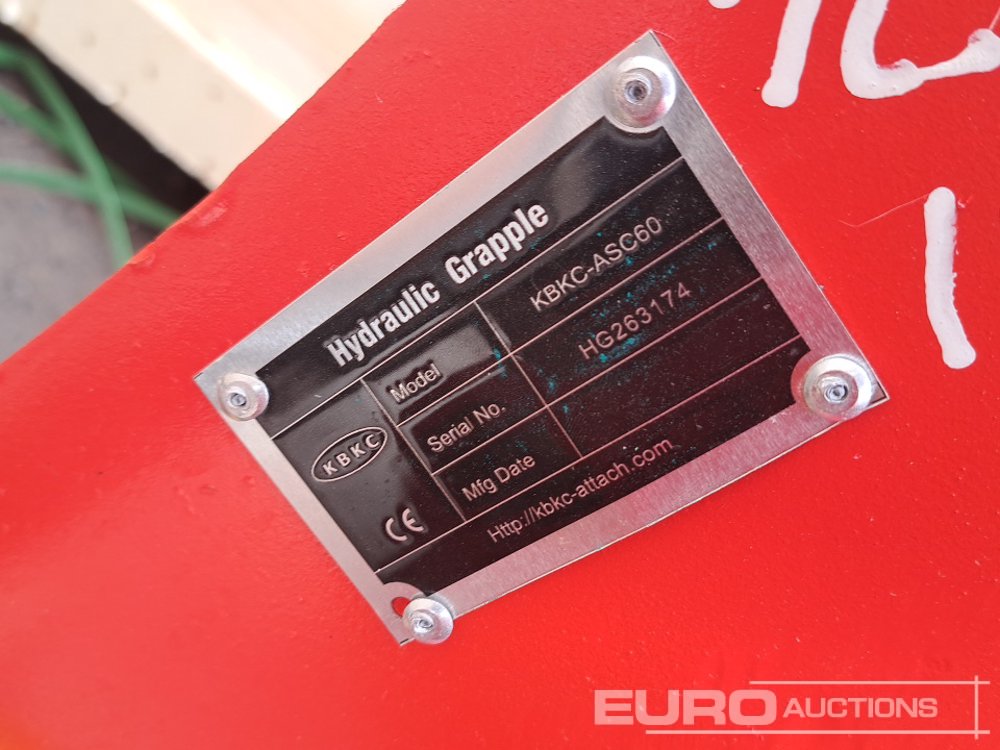 Hydraulic Grapple
Model KBKC-ASC60
Serial No. HG263174
Mfg Date
KBKC
CE
Http://kbkc-attach.com
EURO AUCTIONS